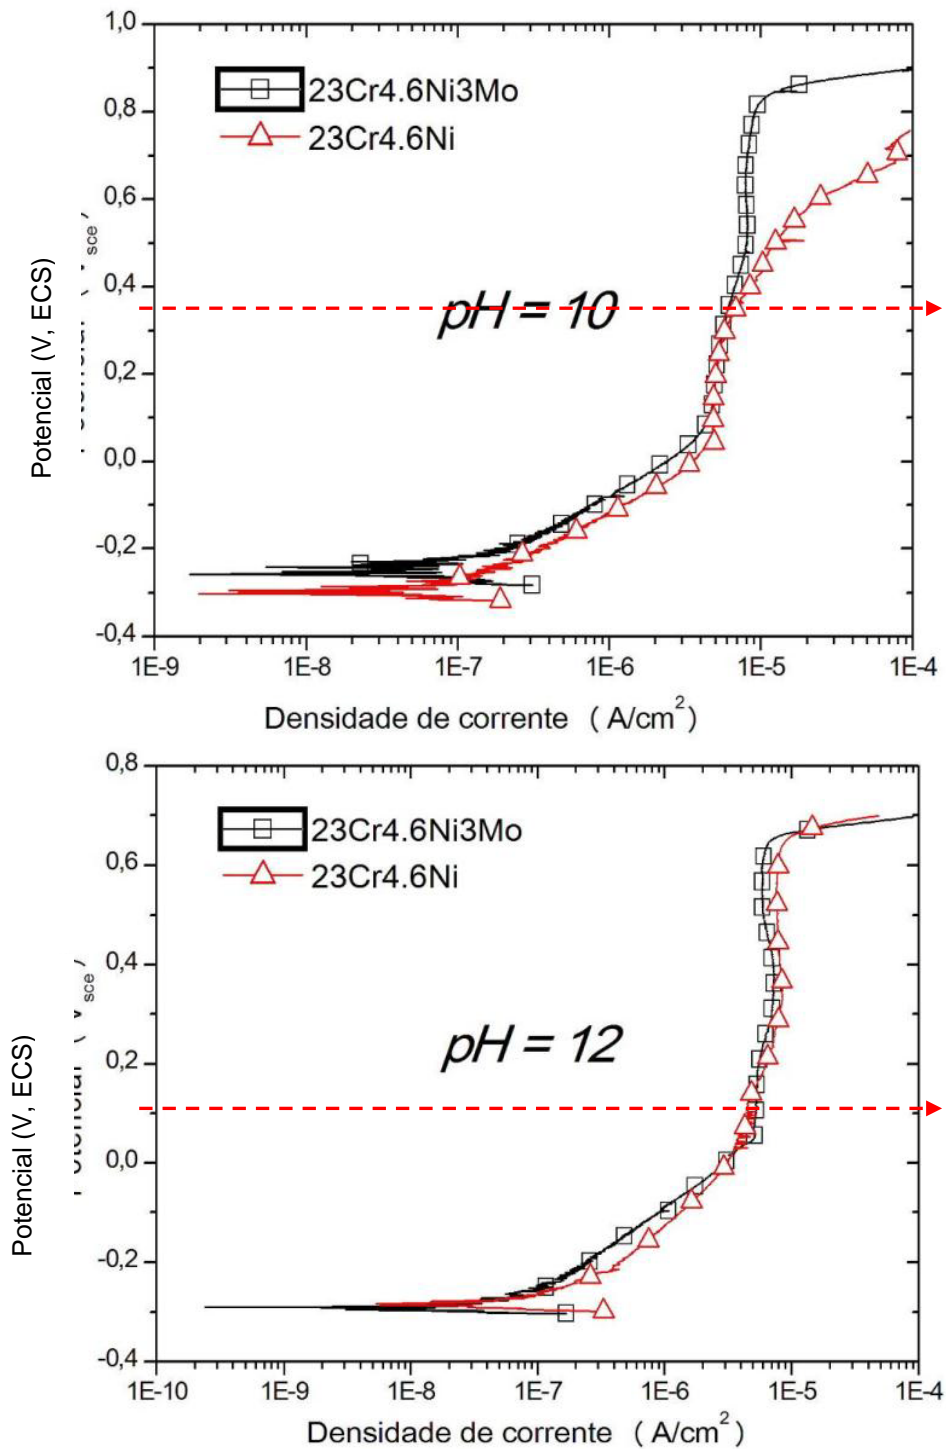 1,0
0,8
0,6
0,4
0,2
0,0
-0,2
-0,4
Potencial (V, ECS)
sce
23Cr4.6Ni3Mo
23Cr4.6Ni
pH = 10
1E-9 1E-8 1E-7 1E-6 1E-5 1E-4
Densidade de corrente ( A/cm²)
0,8
0,6
0,4
0,2
0,0
-0,2
-0,4
Potencial (V, ECS)
sce
23Cr4.6Ni3Mo
23Cr4.6Ni
pH = 12
1E-10 1E-9 1E-8 1E-7 1E-6 1E-5 1E-4
Densidade de corrente ( A/cm²)